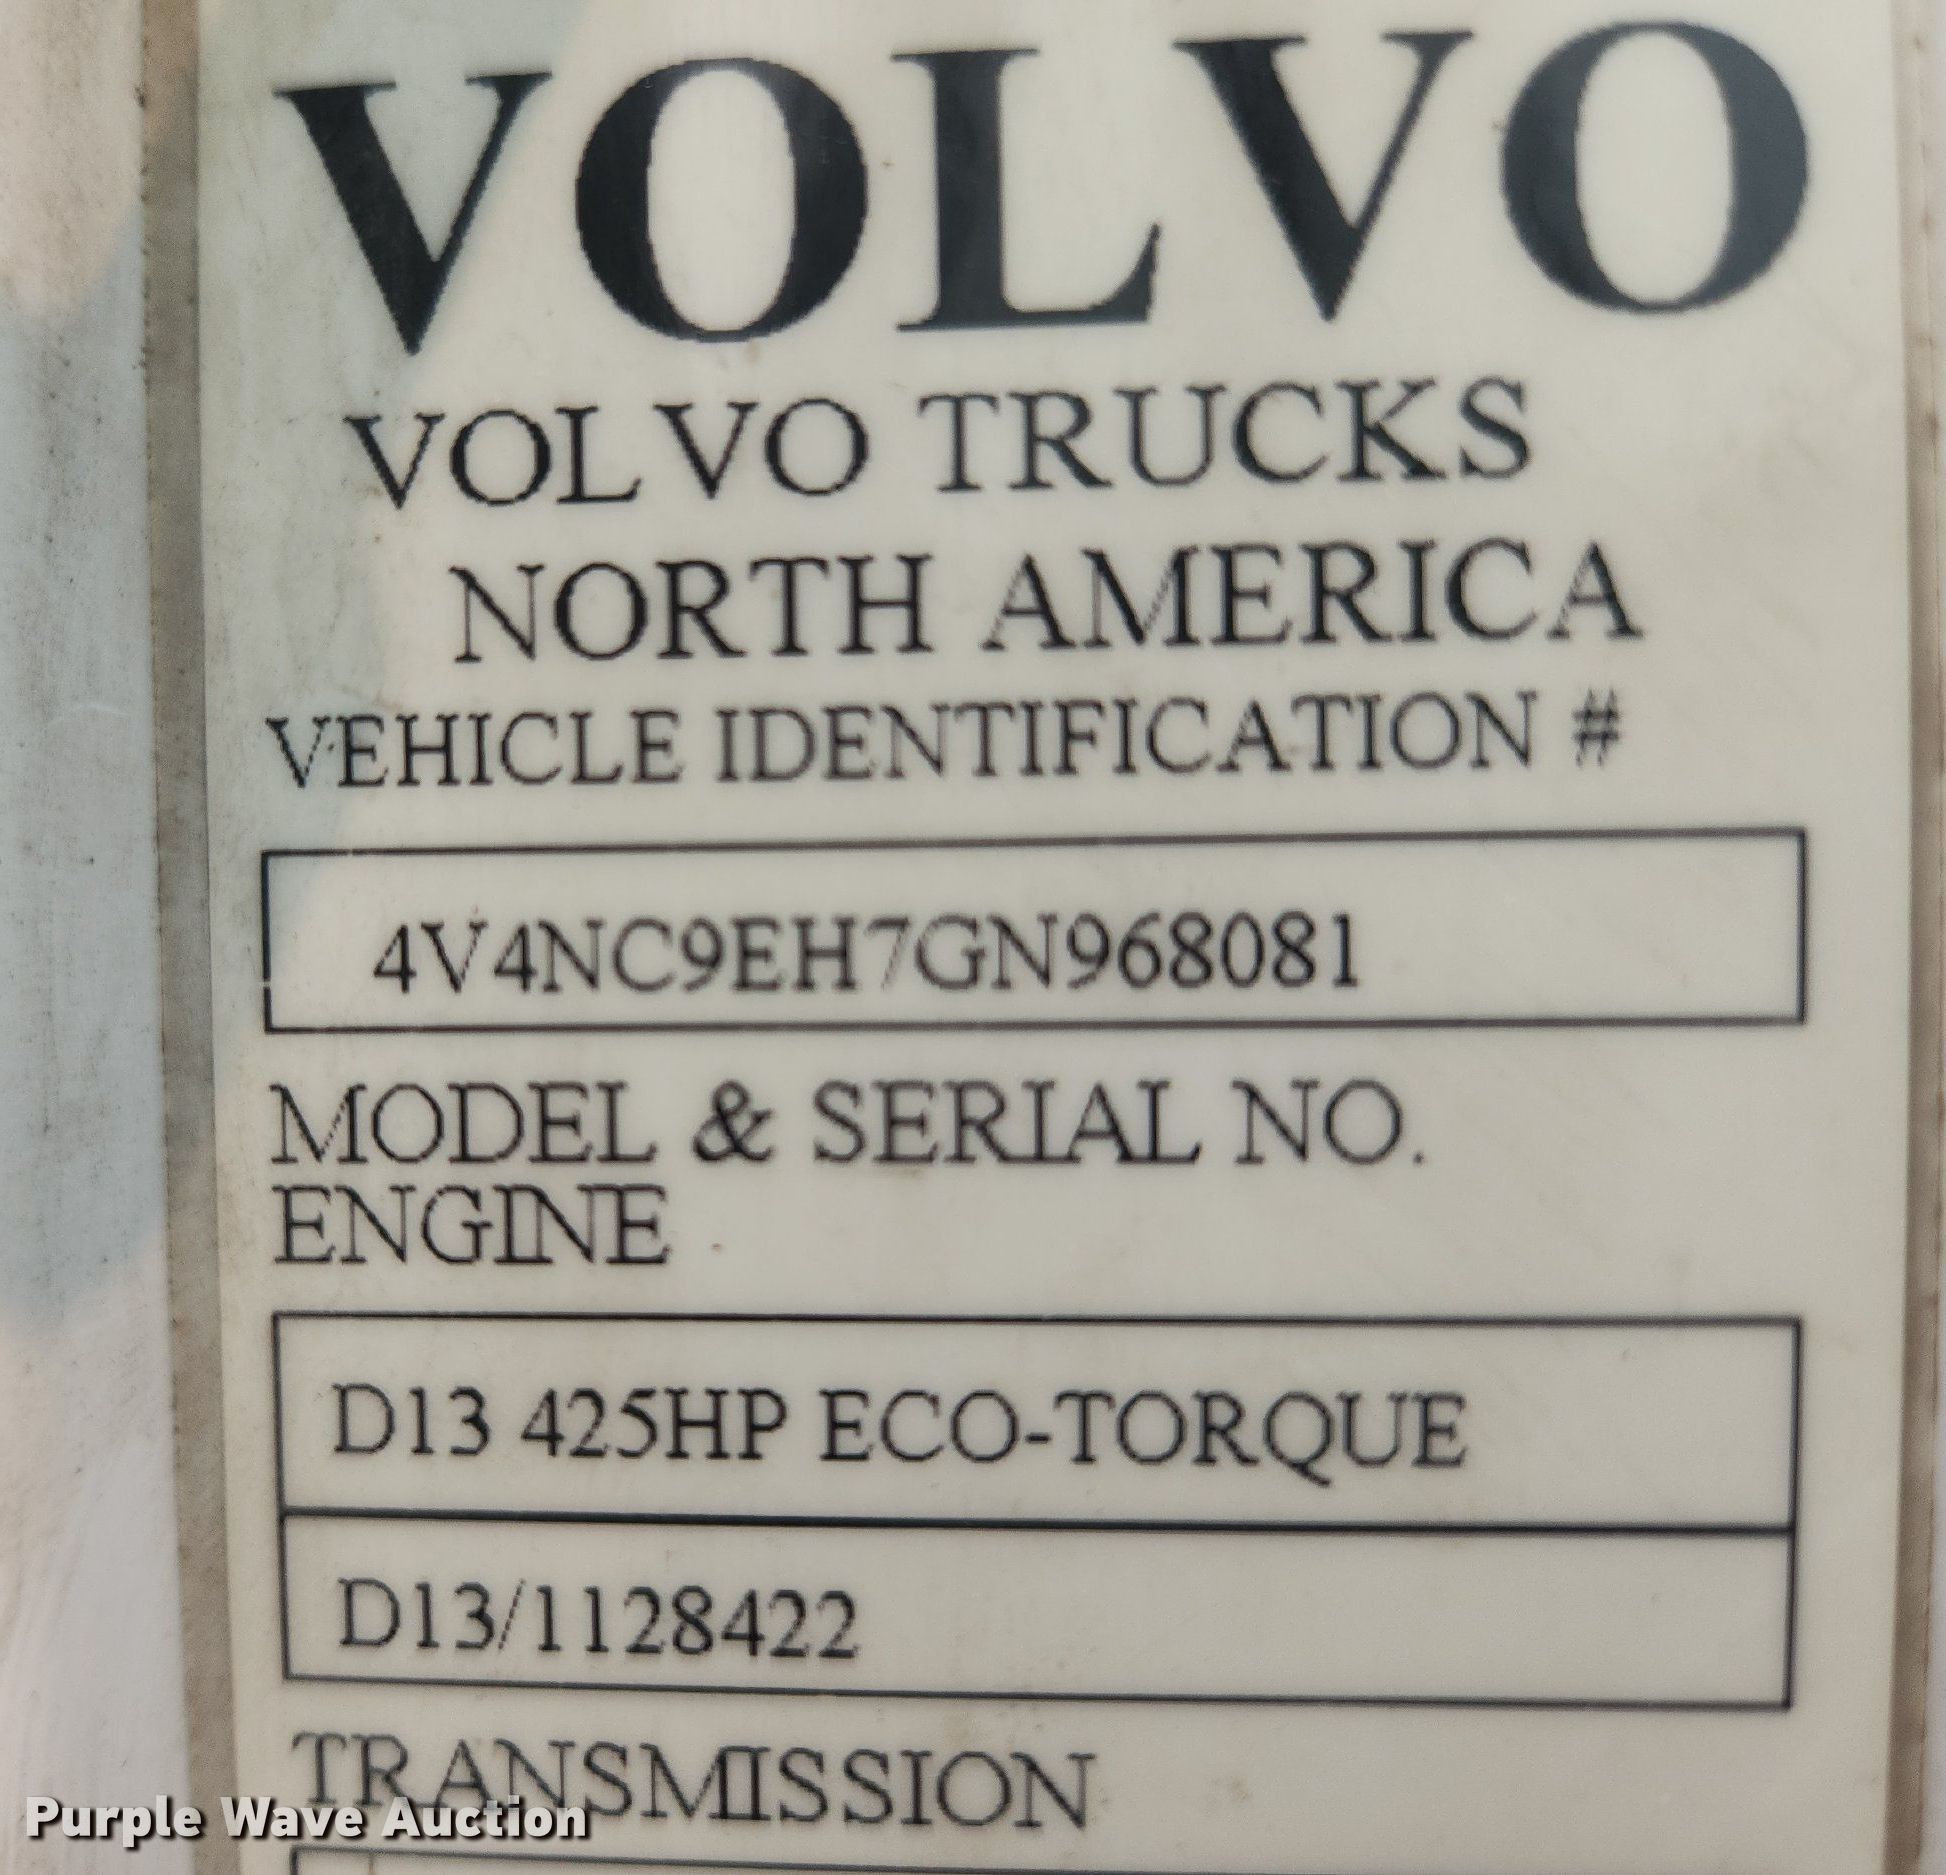 VOLVO
VOLVO TRUCKS
NORTH AMERICA
VEHICLE IDENTIFICATION #
4V4NC9EH7GN968081
MODEL & SERIAL NO.
ENGINE
D13 425HP ECO-TORQUE
D13/1128422
TRANSMISSION
Purple Wave Auction